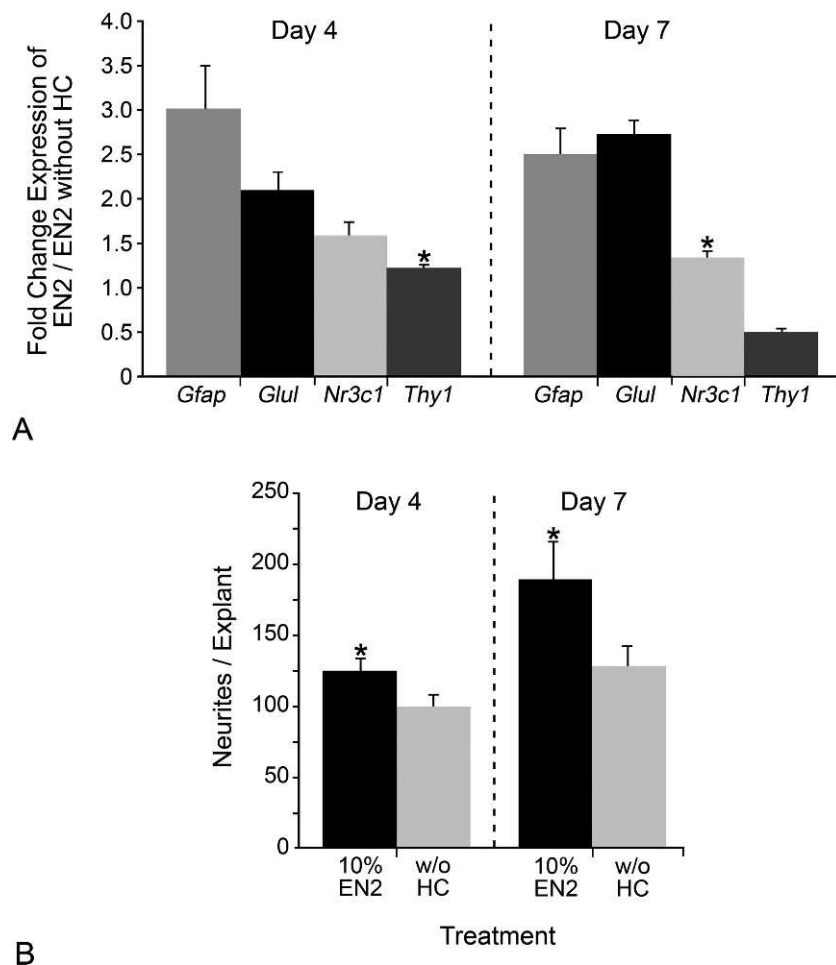 Fold Change Expression of
EN2 / EN2 without HC
4.0
3.5
3.0
2.5
2.0
1.5
1.0
0.5
0
Day 4
Day 7
*
*
Gfap Glul Nr3c1 Thy1
Gfap Glul Nr3c1 Thy1
A
Neurites / Explant
250
200
150
100
50
0
Day 4
Day 7
*
*
10%
EN2
w/o
HC
10%
EN2
w/o
HC
Treatment
B